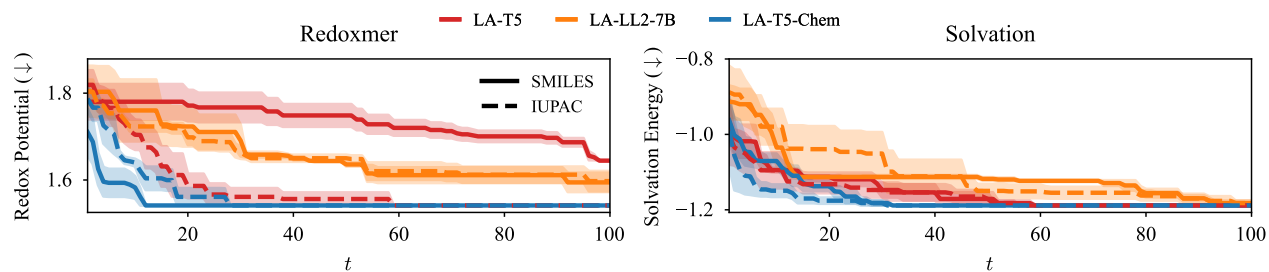 LA-T5 LA-LL2-7B LA-T5-Chem
Redoxmer
Redox Potential (↓)
1.8
1.6
SMILES
IUPAC
20 40 60 80 100
t
Solvation
Solvation Energy (↓)
−0.8
−1.0
−1.2
20 40 60 80 100
t